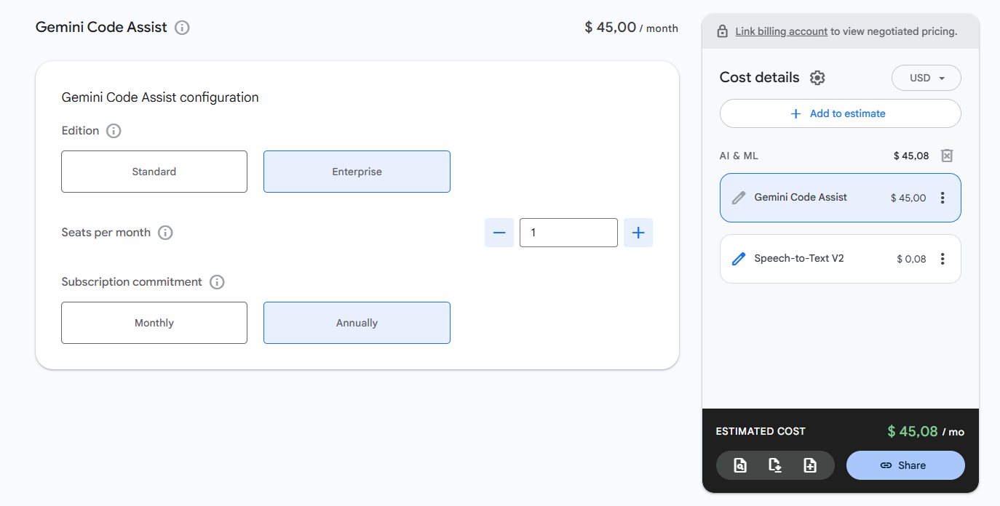 Gemini Code Assist
$ 45,00 / month
Gemini Code Assist configuration
Edition
Standard
Enterprise
Seats per month
1
Subscription commitment
Monthly
Annually
Link billing account to view negotiated pricing.
Cost details
USD
Add to estimate
AI & ML
$ 45,08
Gemini Code Assist
$ 45,00
Speech-to-Text V2
$ 0,08
ESTIMATED COST
$ 45,08 / mo
Share